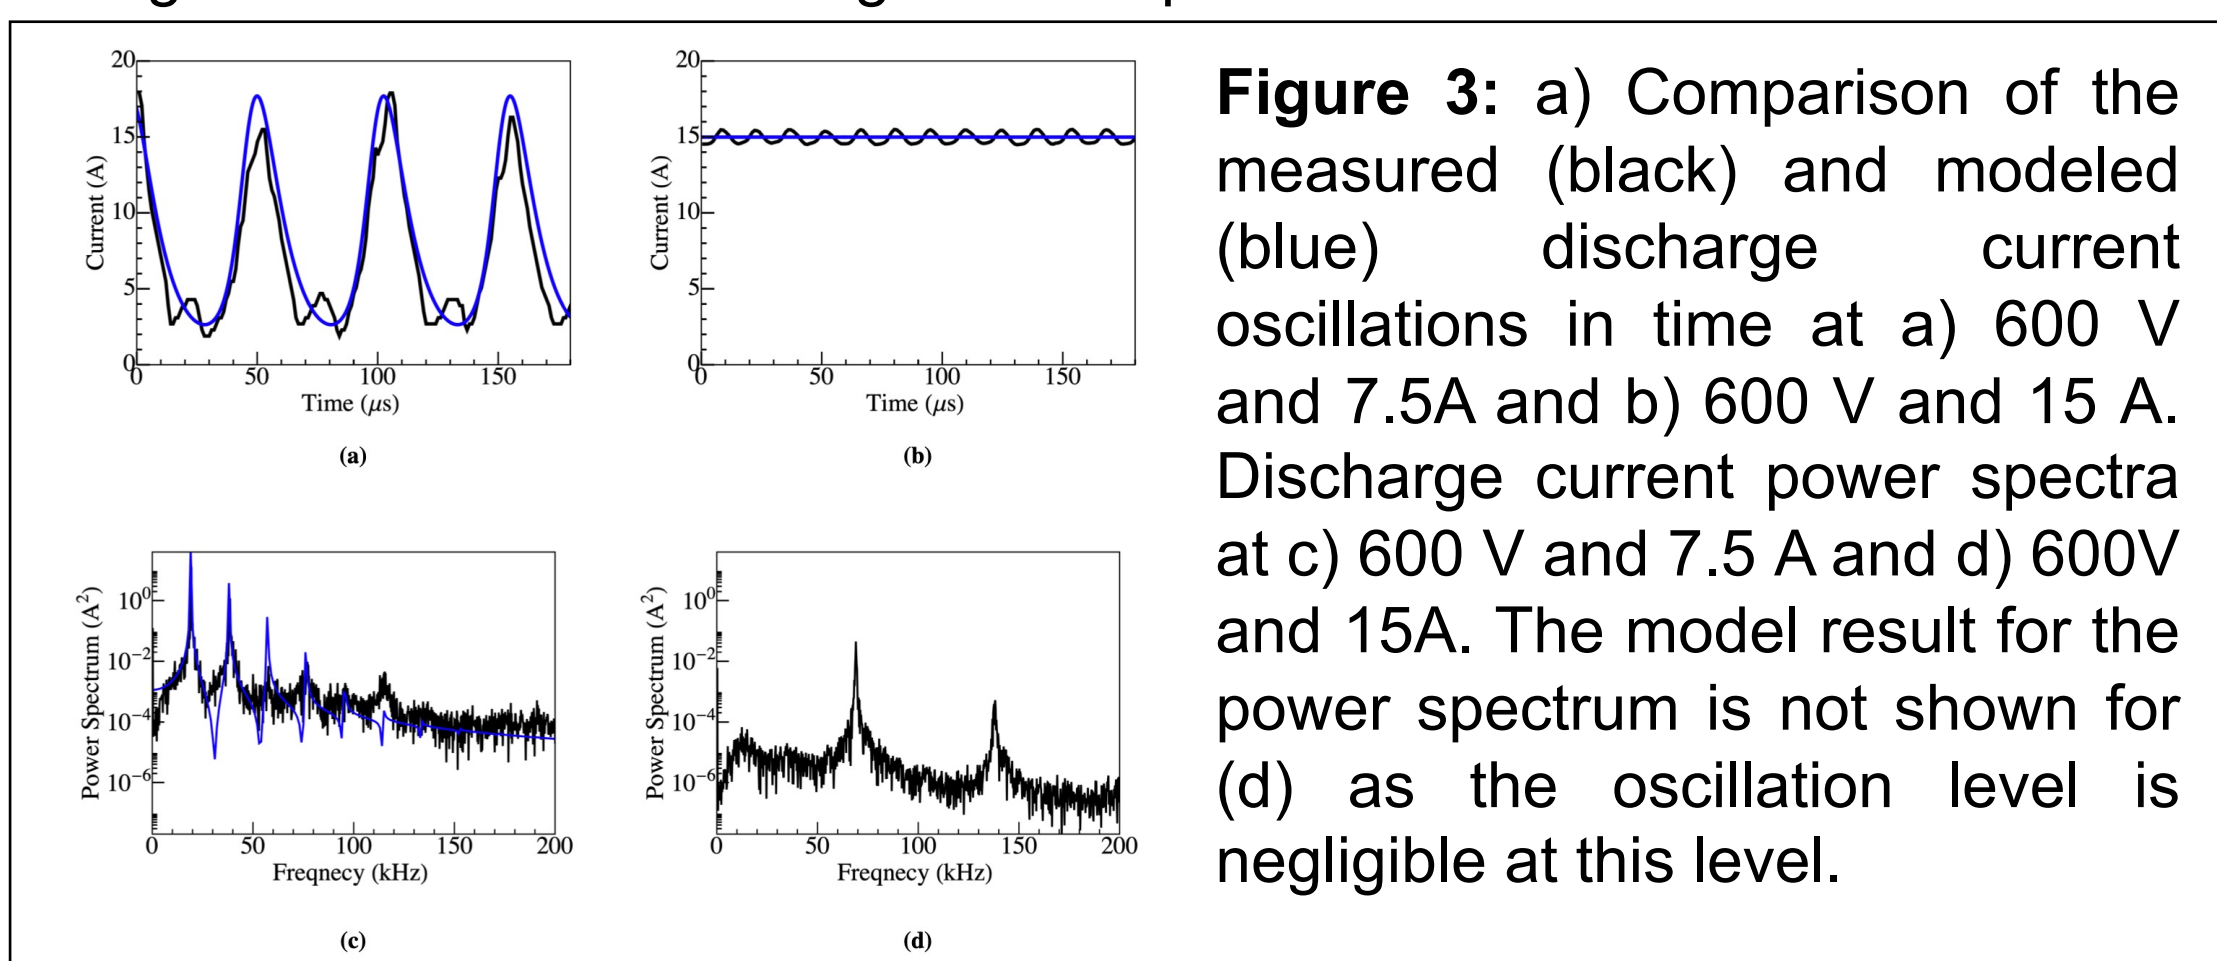 20
15
10
5
0
Current (A)
0
50
100
150
Time (μs)
(a)
20
15
10
5
0
Current (A)
0
50
100
150
Time (μs)
(b)
10⁰
10⁻²
10⁻⁴
10⁻⁶
Power Spectrum (A²)
0
50
100
150
200
Freqnecy (kHz)
(c)
10⁰
10⁻²
10⁻⁴
10⁻⁶
Power Spectrum (A²)
0
50
100
150
200
Freqnecy (kHz)
(d)
Figure 3: a) Comparison of the
measured (black) and modeled
(blue) discharge current
oscillations in time at a) 600 V
and 7.5A and b) 600 V and 15 A.
Discharge current power spectra
at c) 600 V and 7.5 A and d) 600V
and 15A. The model result for the
power spectrum is not shown for
(d) as the oscillation level is
negligible at this level.